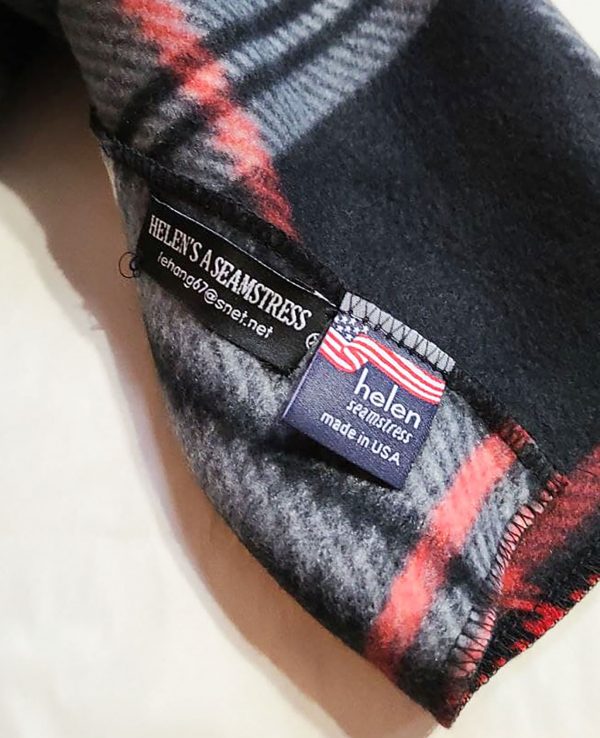 HELEN'S A SEAMSTRESS
lehang67@snet.net
helen
seamstress
made in USA